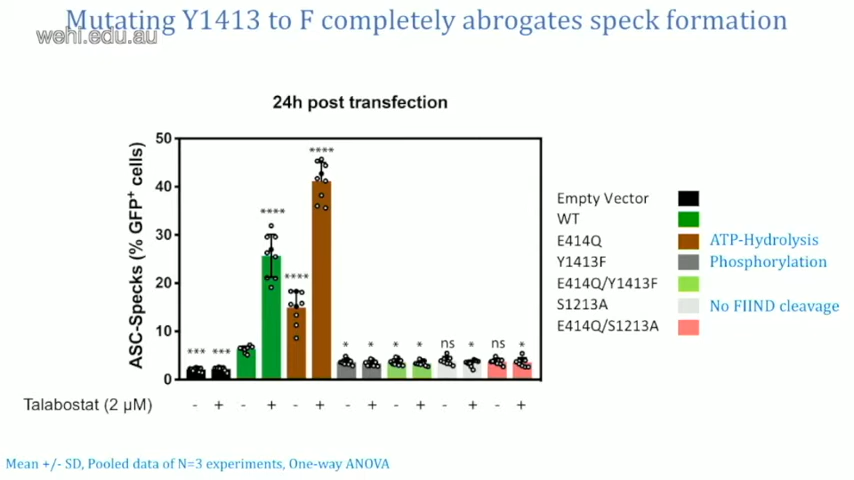 Mutating Y1413 to F completely abrogates speck formation
wehi.edu.au
24h post transfection
ASC-Specks (% GFP⁺ cells)
50
40
30
20
10
0
*** *** **** **** **** * * * * ns * ns *
Talabostat (2 µM) - + - + - + - + - + - + - +
Empty Vector
WT
E414Q ATP-Hydrolysis
Y1413F Phosphorylation
E414Q/Y1413F
S1213A No FIIND cleavage
E414Q/S1213A
Mean +/- SD, Pooled data of N=3 experiments, One-way ANOVA